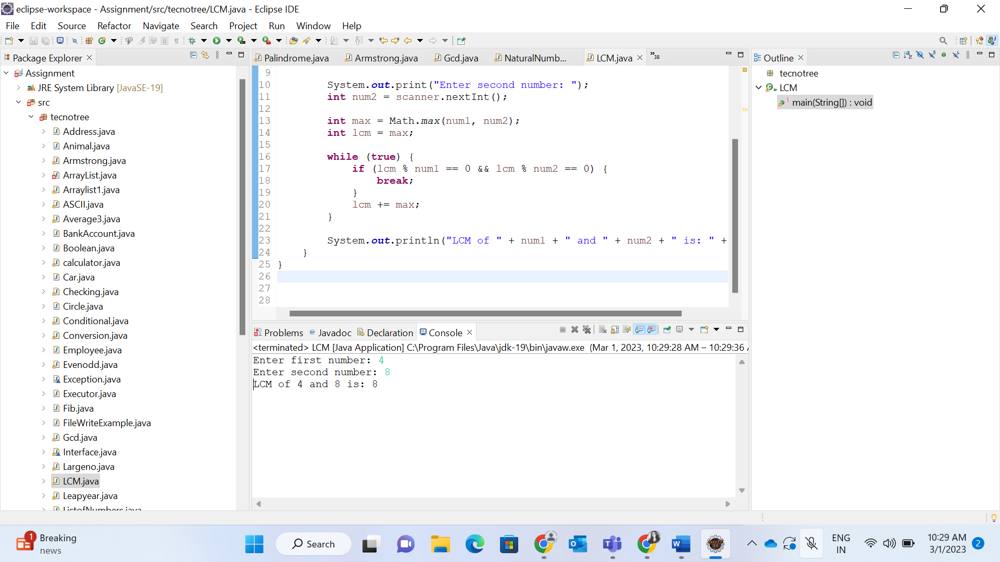 eclipse-workspace - Assignment/src/tecnotree/LCM.java - Eclipse IDE
File Edit Source Refactor Navigate Search Project Run Window Help
Package Explorer
Assignment
JRE System Library [JavaSE-19]
src
tecnotree
Address.java
Animal.java
Armstrong.java
ArrayList.java
Arraylist1.java
ASCII.java
Average3.java
BankAccount.java
Boolean.java
calculator.java
Car.java
Checking.java
Circle.java
Conditional.java
Conversion.java
Employee.java
Evenodd.java
Exception.java
Executor.java
Fib.java
FileWriteExample.java
Gcd.java
Interface.java
Largeno.java
LCM.java
Leapyear.java
ListofNumbers.java
Palindrome.java Armstrong.java Gcd.java NaturalNumb... LCM.java »38
9
10 System.out.print("Enter second number: ");
11 int num2 = scanner.nextInt();
12
13 int max = Math.max(num1, num2);
14 int lcm = max;
15
16 while (true) {
17 if (lcm % num1 == 0 && lcm % num2 == 0) {
18 break;
19 }
20 lcm += max;
21 }
22
23 System.out.println("LCM of " + num1 + " and " + num2 + " is: " +
24 }
25 }
26
27
28
Problems Javadoc Declaration Console
<terminated> LCM [Java Application] C:\Program Files\Java\jdk-19\bin\javaw.exe (Mar 1, 2023, 10:29:28 AM – 10:29:36
Enter first number: 4
Enter second number: 8
LCM of 4 and 8 is: 8
Outline
tecnotree
LCM
main(String[]) : void
1
Breaking
news
Search
ENG
IN
10:29 AM
3/1/2023
2